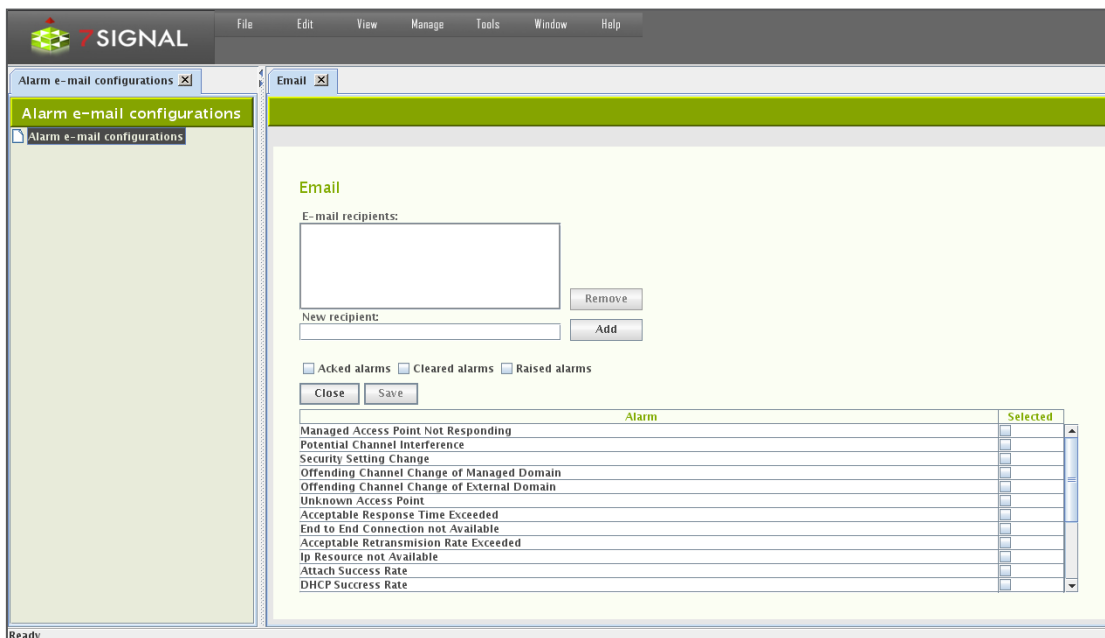 7SIGNAL
File Edit View Manage Tools Window Help
Alarm e-mail configurations
Email
Alarm e-mail configurations
Alarm e-mail configurations
Email
E-mail recipients:
Remove
New recipient:
Add
Acked alarms Cleared alarms Raised alarms
Close Save
Alarm Selected
Managed Access Point Not Responding
Potential Channel Interference
Security Setting Change
Offending Channel Change of Managed Domain
Offending Channel Change of External Domain
Unknown Access Point
Acceptable Response Time Exceeded
End to End Connection not Available
Acceptable Retransmision Rate Exceeded
Ip Resource not Available
Attach Success Rate
DHCP Succress Rate
Ready